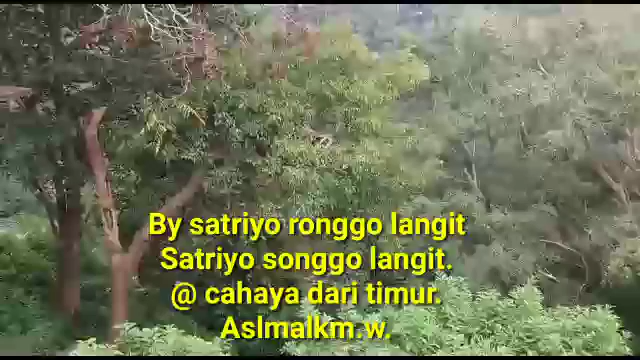 By satriyo ronggo langit
Satriyo songgo langit.
@ cahaya dari timur.
Aslmalkm.w.